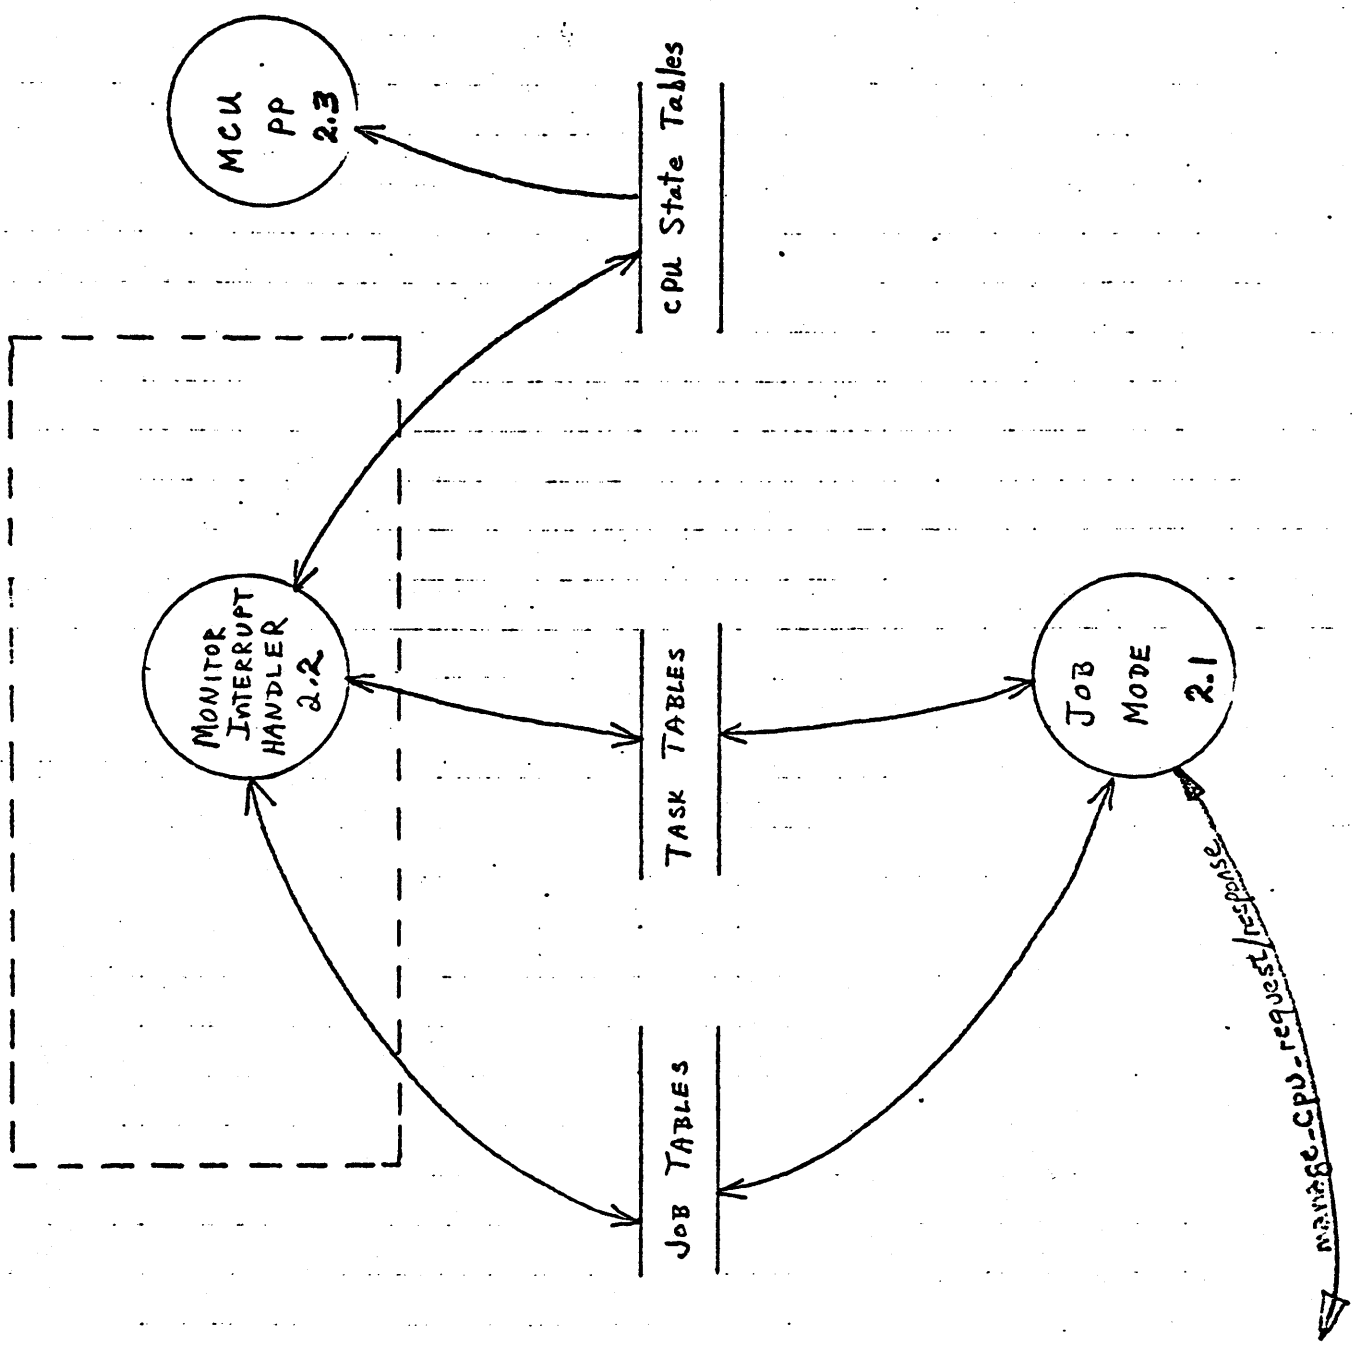 MCU
PP
2.3
CPU State Tables
MONITOR
INTERRUPT
HANDLER
2.2
TASK TABLES
JOB
MODE
2.1
JOB TABLES
manage_cpu_request/response